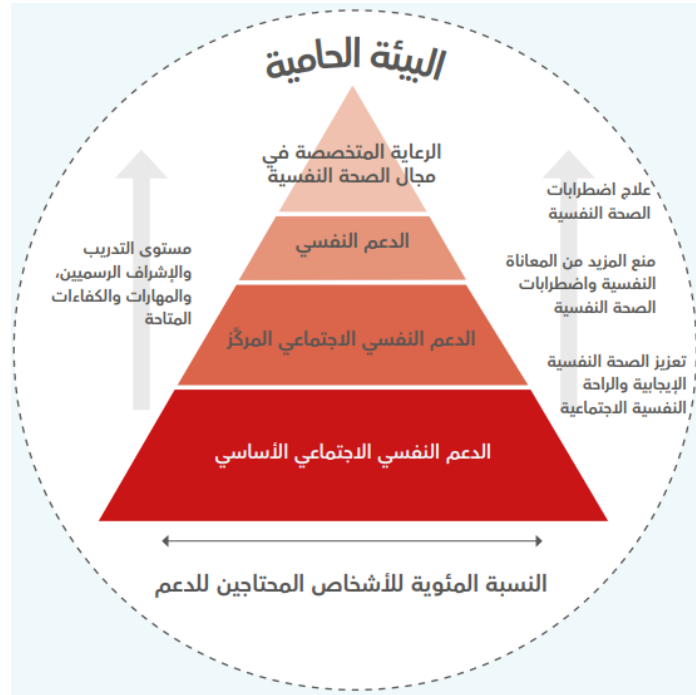 البيئة الحامية
الرعاية المتخصصة في
مجال الصحة النفسية
الدعم النفسي
الدعم النفسي الاجتماعي المركَّز
الدعم النفسي الاجتماعي الأساسي
علاج اضطرابات
الصحة النفسية
منع المزيد من المعاناة
النفسية واضطرابات
الصحة النفسية
تعزيز الصحة النفسية
الإيجابية والراحة
النفسية الاجتماعية
مستوى التدريب
والإشراف الرسميين،
والمهارات والكفاءات
المتاحة
النسبة المئوية للأشخاص المحتاجين للدعم